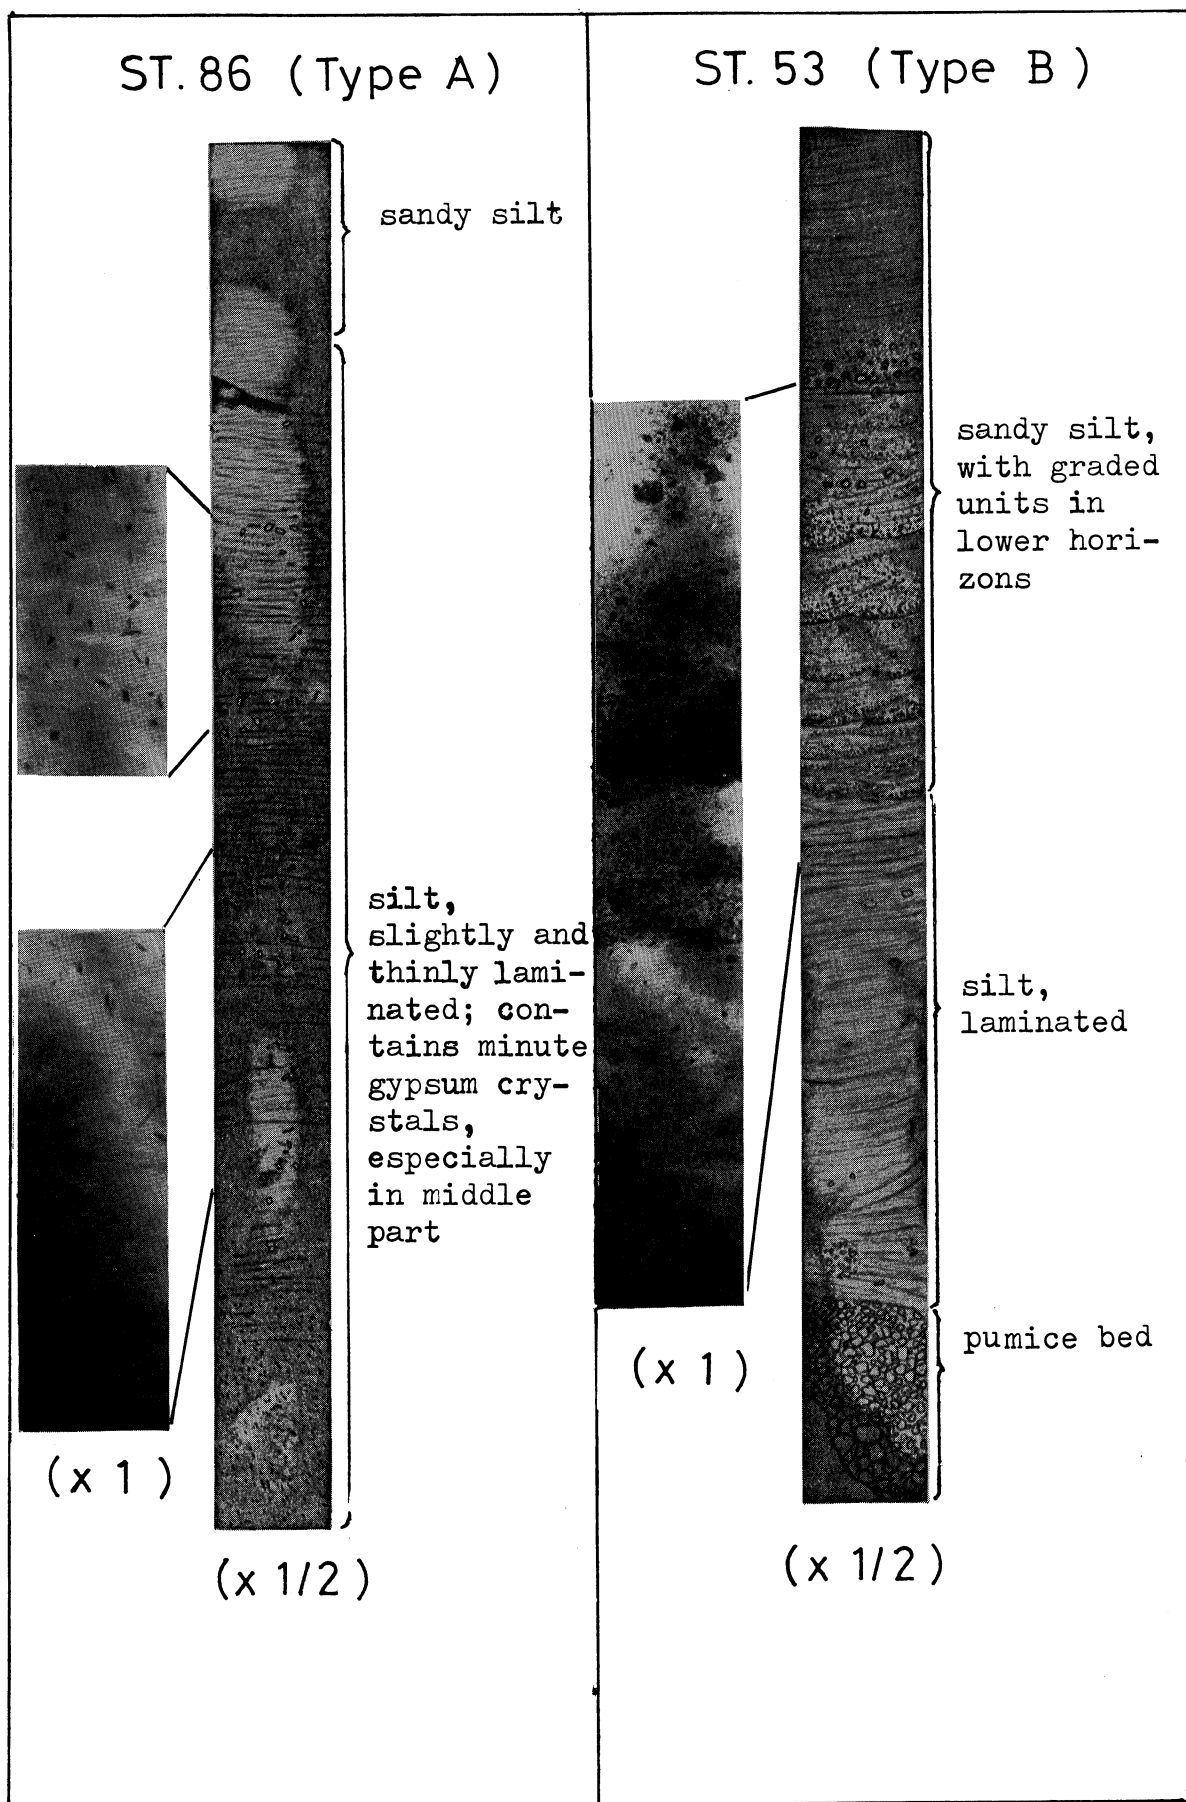 ST. 86 (Type A)
sandy silt
silt,
slightly and
thinly lami-
nated; con-
tains minute
gypsum cry-
stals,
especially
in middle
part
(x 1)
(x 1/2)
ST. 53 (Type B)
sandy silt,
with graded
units in
lower hori-
zons
silt,
laminated
pumice bed
(x 1)
(x 1/2)